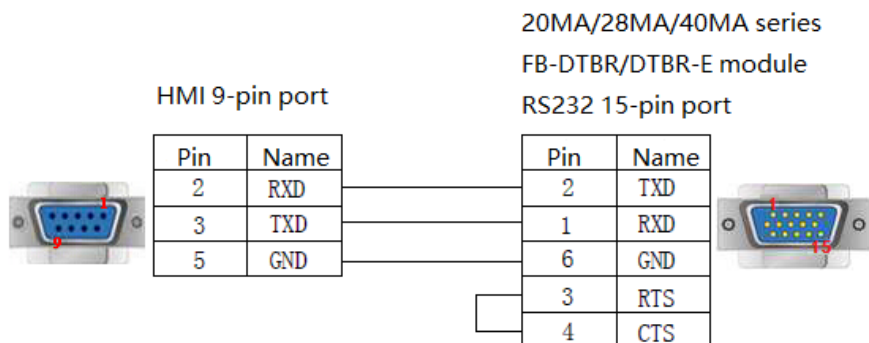 20MA/28MA/40MA series
FB-DTBR/DTBR-E module
HMI 9-pin port
RS232 15-pin port
Pin Name Pin Name
2 RXD 2 TXD
3 TXD 1 RXD
5 GND 6 GND
3 RTS
4 CTS
1
9
1
15